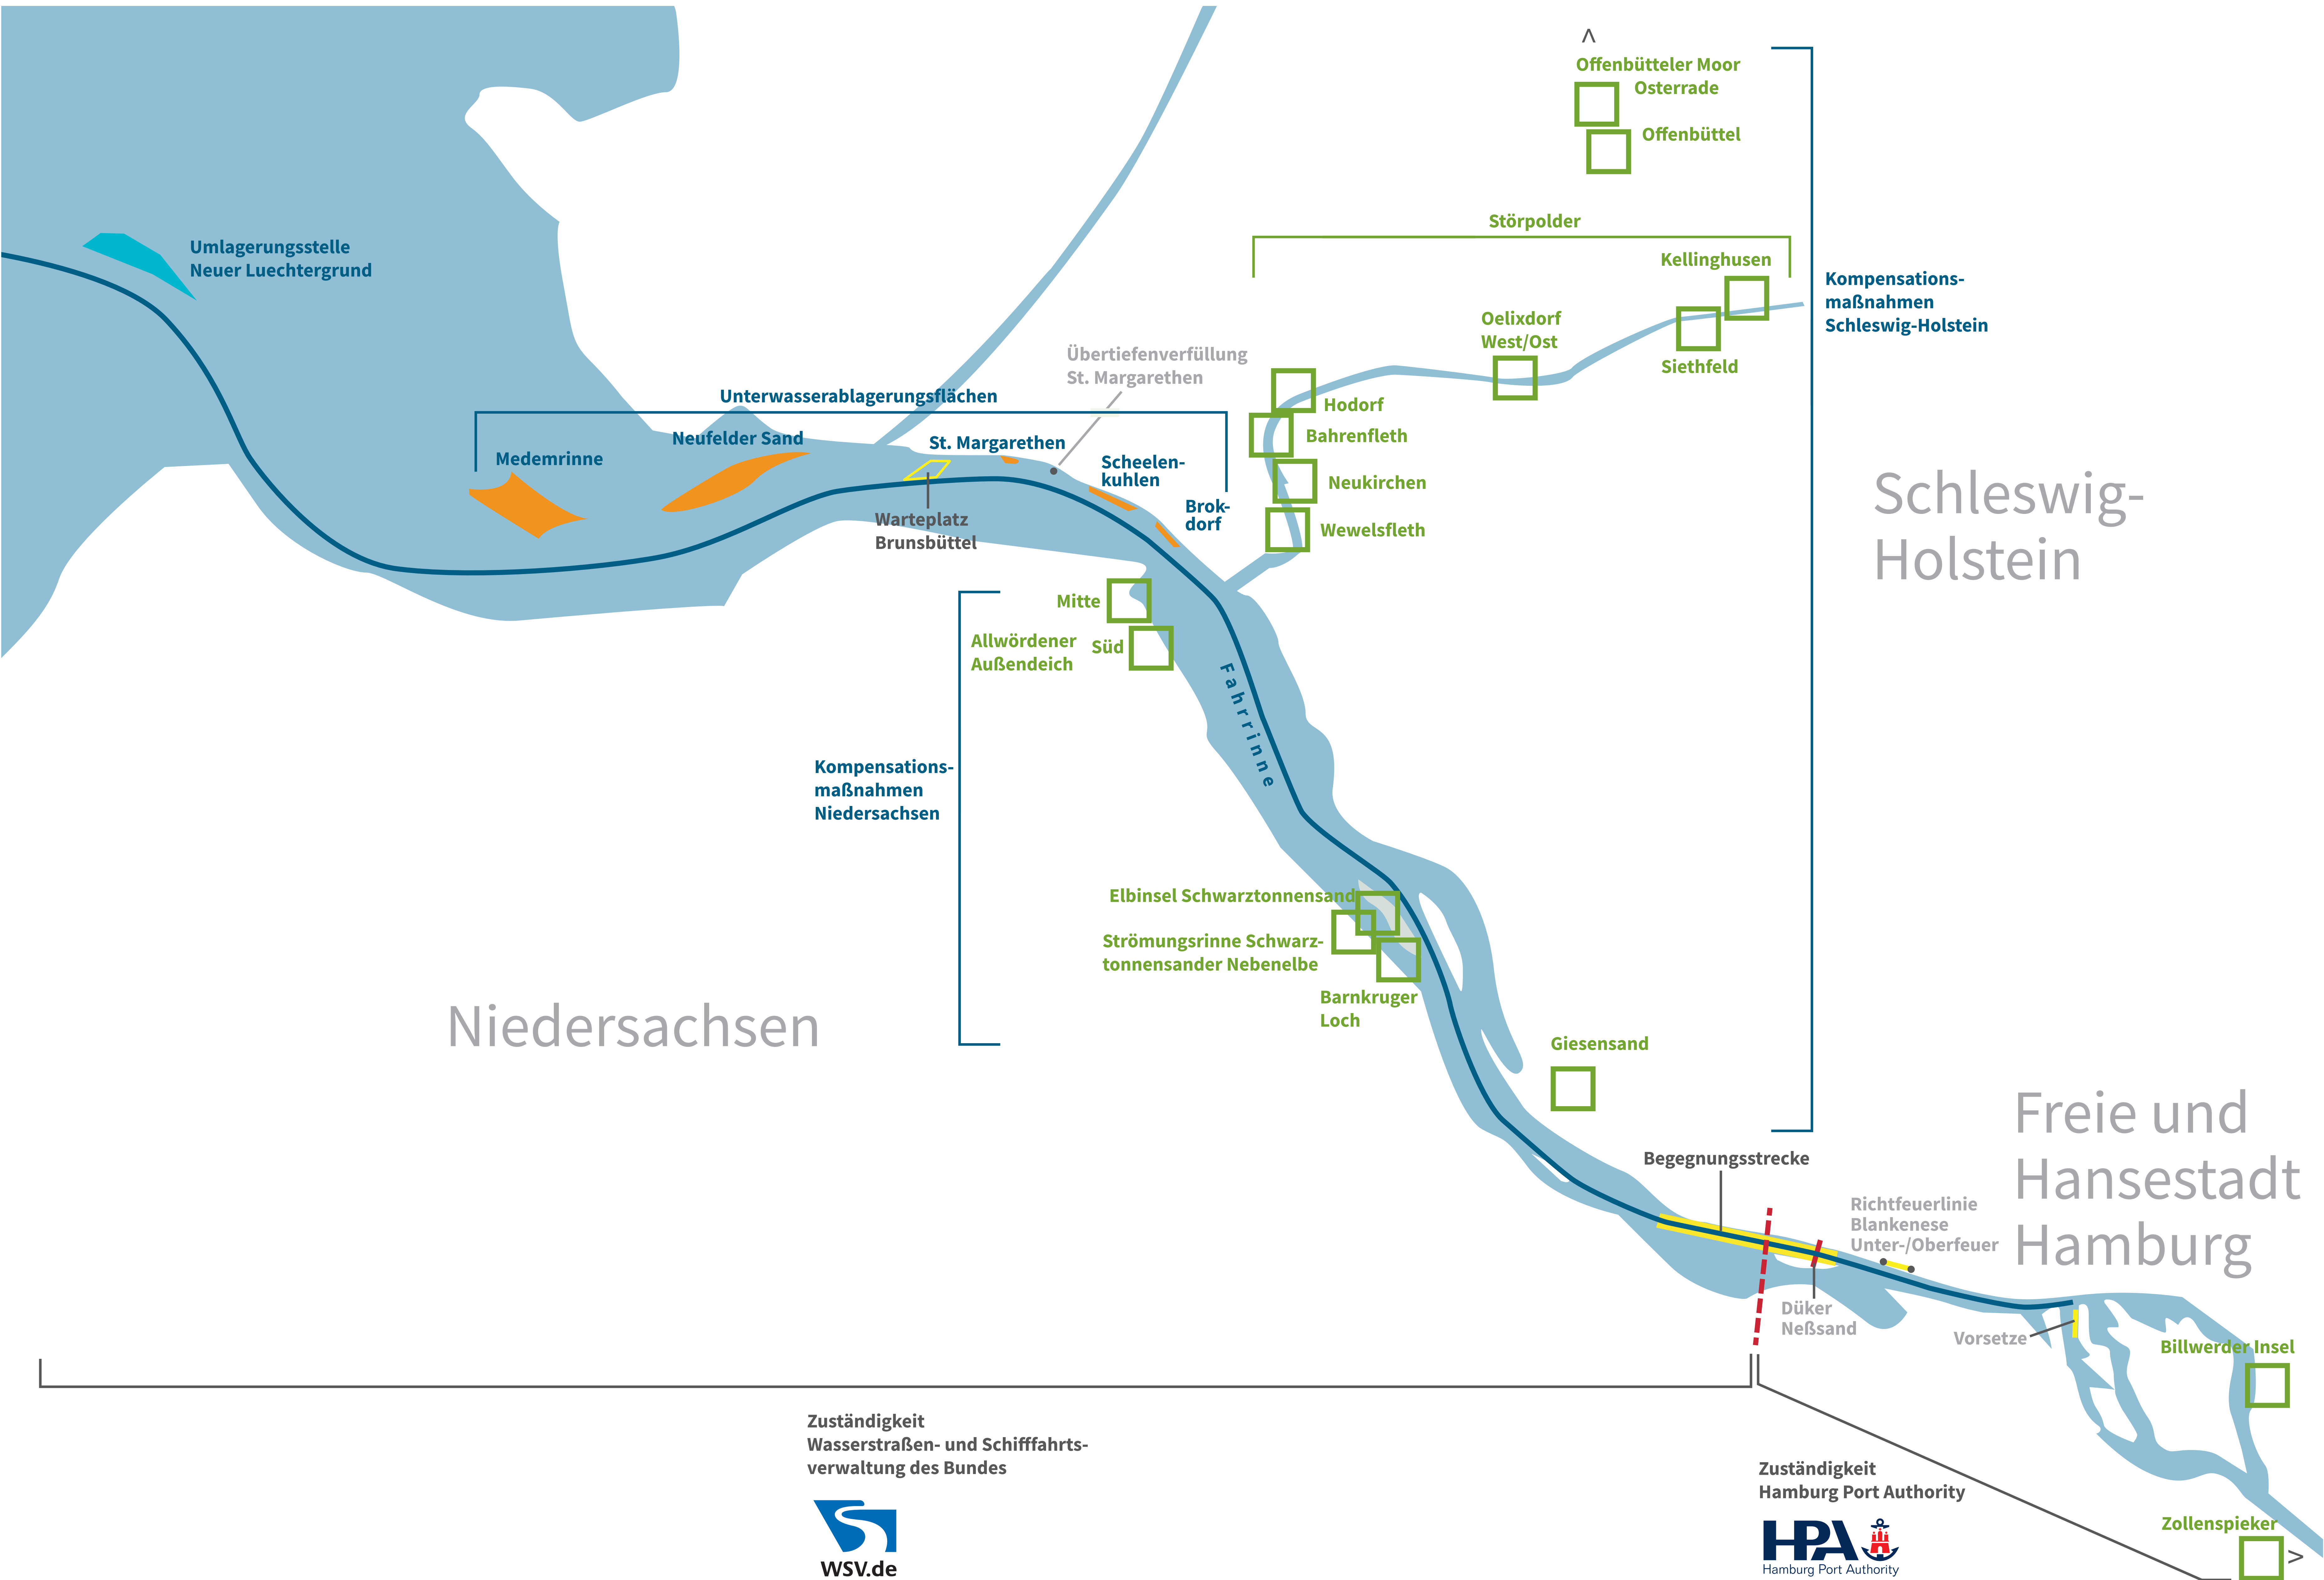 ^
Offenbütteler Moor
Osterrade
Offenbüttel
Störpolder
Kellinghusen
Umlagerungsstelle
Neuer Luechtergrund
Kompensations-
maßnahmen
Schleswig-Holstein
Oelixdorf
West/Ost
Siethfeld
Übertiefenverfüllung
St. Margarethen
Unterwasserablagerungsflächen
Hodorf
Bahrenfleth
Neufelder Sand
St. Margarethen
Medemrinne
Scheelen-
kuhlen
Neukirchen
Brok-
dorf
Wewelsfleth
Warteplatz
Brunsbüttel
Schleswig-
Holstein
Mitte
Allwördener
Außendeich
Süd
Fahrrinne
Kompensations-
maßnahmen
Niedersachsen
Elbinsel Schwarztonnensand
Strömungsrinne Schwarz-
tonnensander Nebenelbe
Barnkruger
Loch
Niedersachsen
Giesensand
Freie und
Hansestadt
Hamburg
Begegnungsstrecke
Richtfeuerlinie
Blankenese
Unter-/Oberfeuer
Düker
Neßsand
Vorsetze
Billwerder Insel
Zuständigkeit
Wasserstraßen- und Schifffahrts-
verwaltung des Bundes
WSV.de
Zuständigkeit
Hamburg Port Authority
HPA
Hamburg Port Authority
Zollenspieker
>